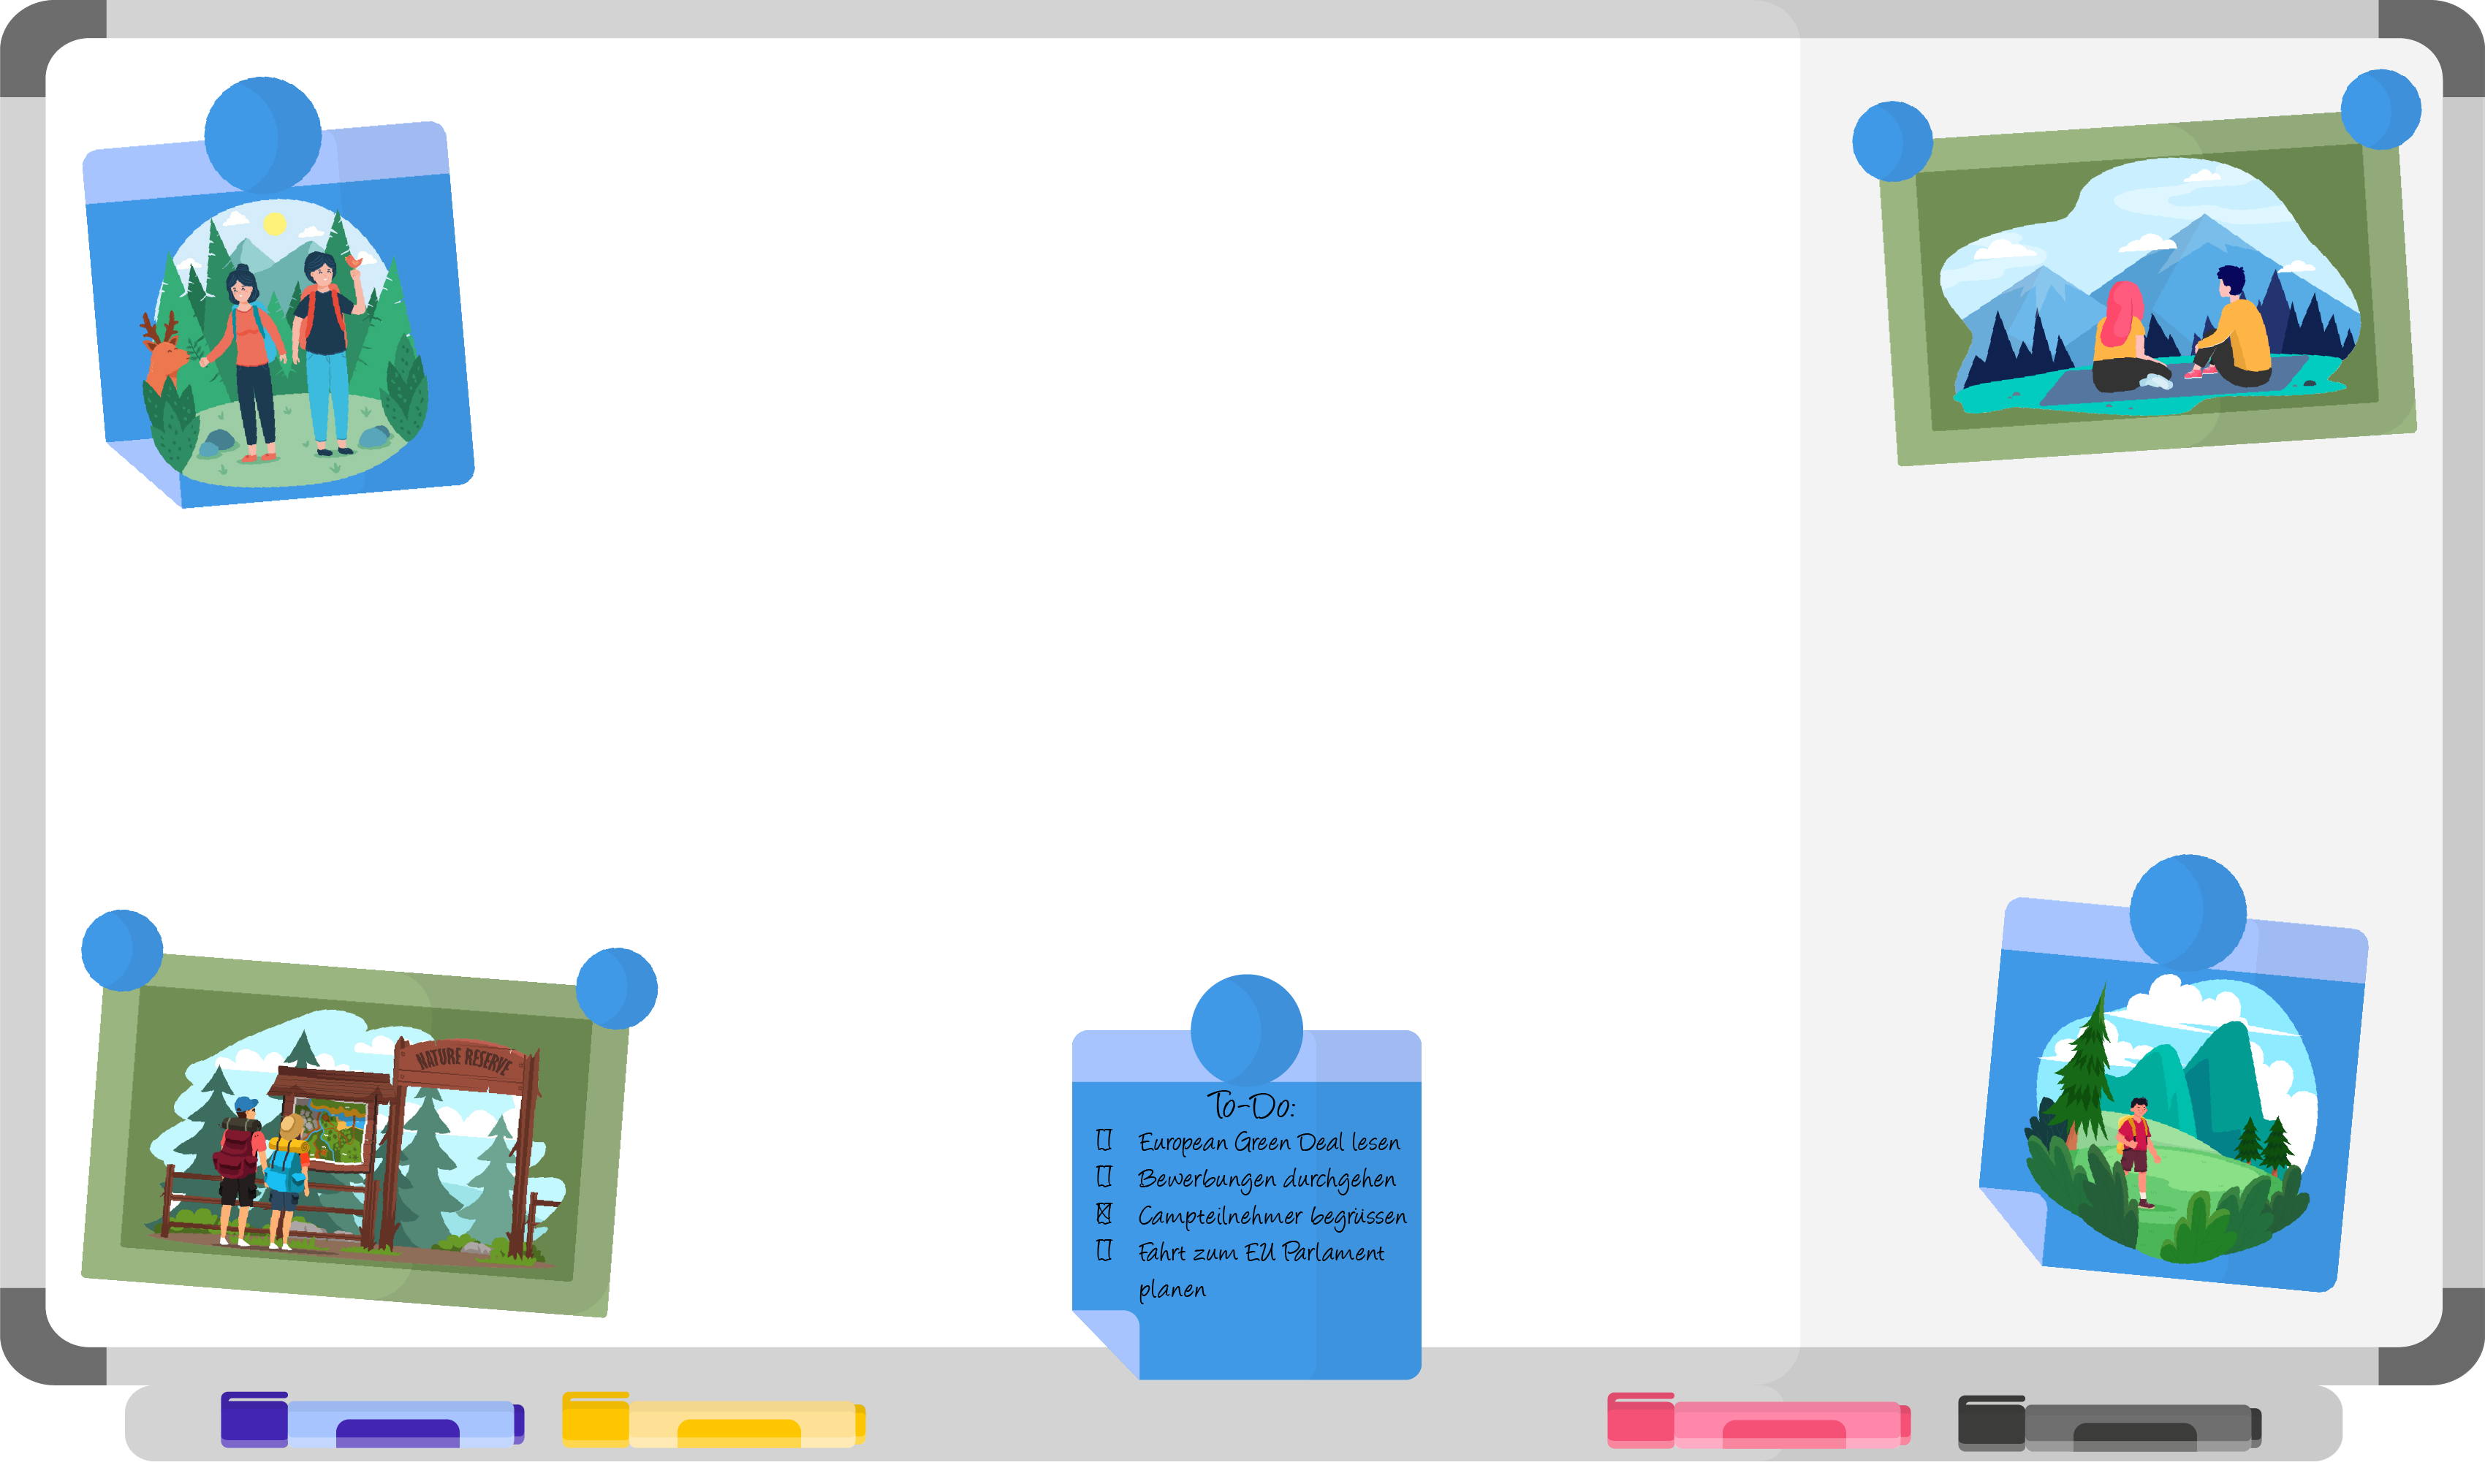 NATURE RESERVE
To-Do:
☐ European Green Deal lesen
☐ Bewerbungen durchgehen
☒ Campteilnehmer begrüssen
☐ Fahrt zum EU Parlament
planen